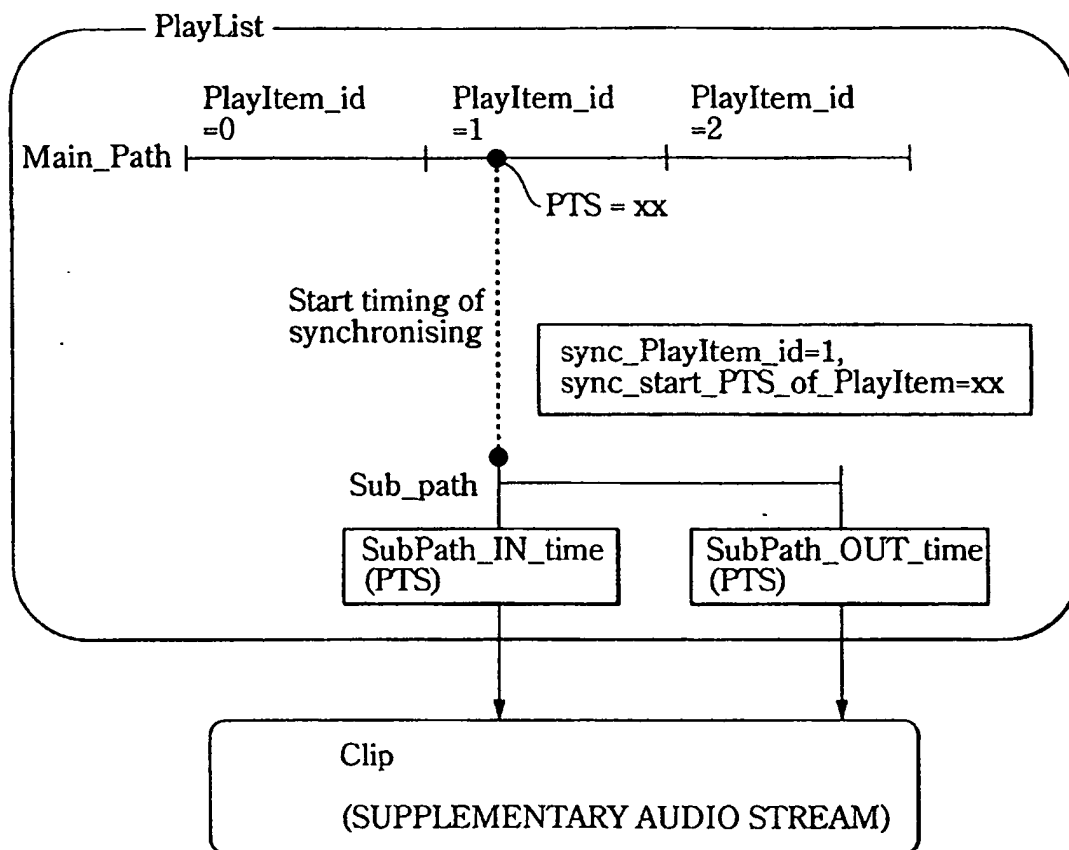 PlayList
PlayItem_id
=0
PlayItem_id
=1
PlayItem_id
=2
Main_Path
PTS = xx
Start timing of
synchronising
sync_PlayItem_id=1,
sync_start_PTS_of_PlayItem=xx
Sub_path
SubPath_IN_time
(PTS)
SubPath_OUT_time
(PTS)
Clip
(SUPPLEMENTARY AUDIO STREAM)